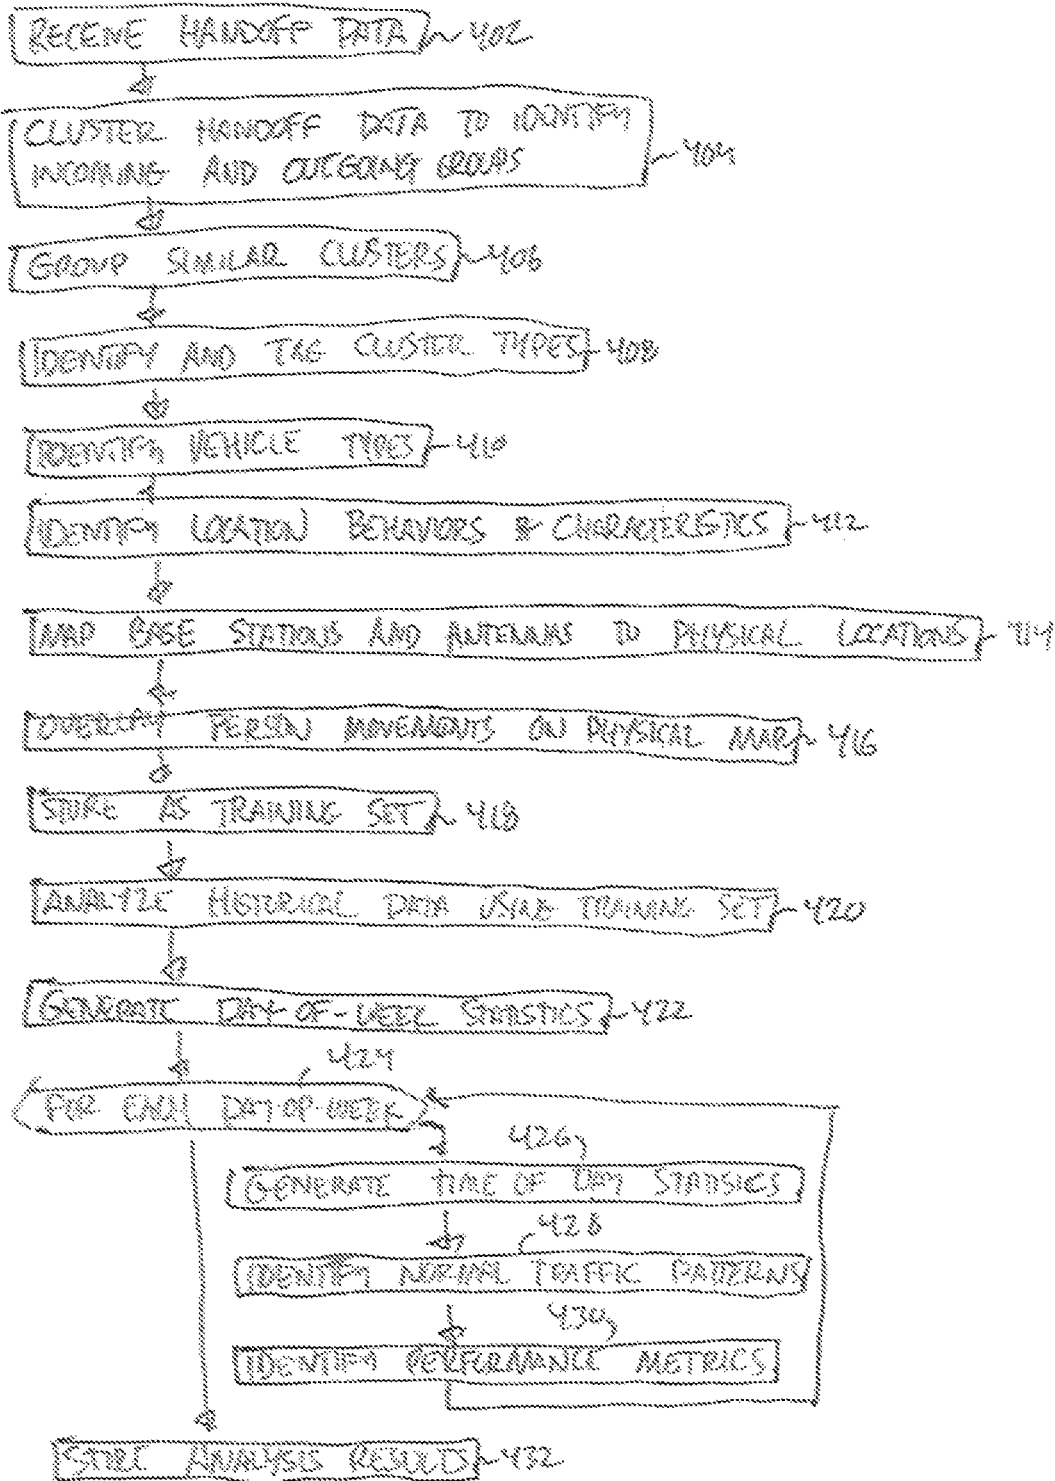 RECEIVE HANDOFF DATA 402
CLUSTER HANDOFF DATA TO IDENTIFY
INCOMING AND OUTGOING GROUPS
404
GROUP SIMILAR CLUSTERS 406
IDENTIFY AND TAG CLUSTER TYPES 408
IDENTIFY VEHICLE TYPES 410
IDENTIFY LOCATION BEHAVIORS & CHARACTERISTICS 412
MAP BASE STATIONS AND ANTENNAS TO PHYSICAL LOCATIONS 414
OVERLAY PERSON MOVEMENTS ON PHYSICAL MAP 416
STORE AS TRAINING SET 418
ANALYZE HISTORICAL DATA USING TRAINING SET 420
GENERATE DAY-OF-WEEK STATISTICS 422
424
FOR EACH DAY-OF-WEEK
426
GENERATE TIME OF DAY STATISICS
428
IDENTIFY NORMAL TRAFFIC PATTERNS
430
IDENTIFY PERFORMANCE METRICS
STORE ANALYSIS RESULTS 432